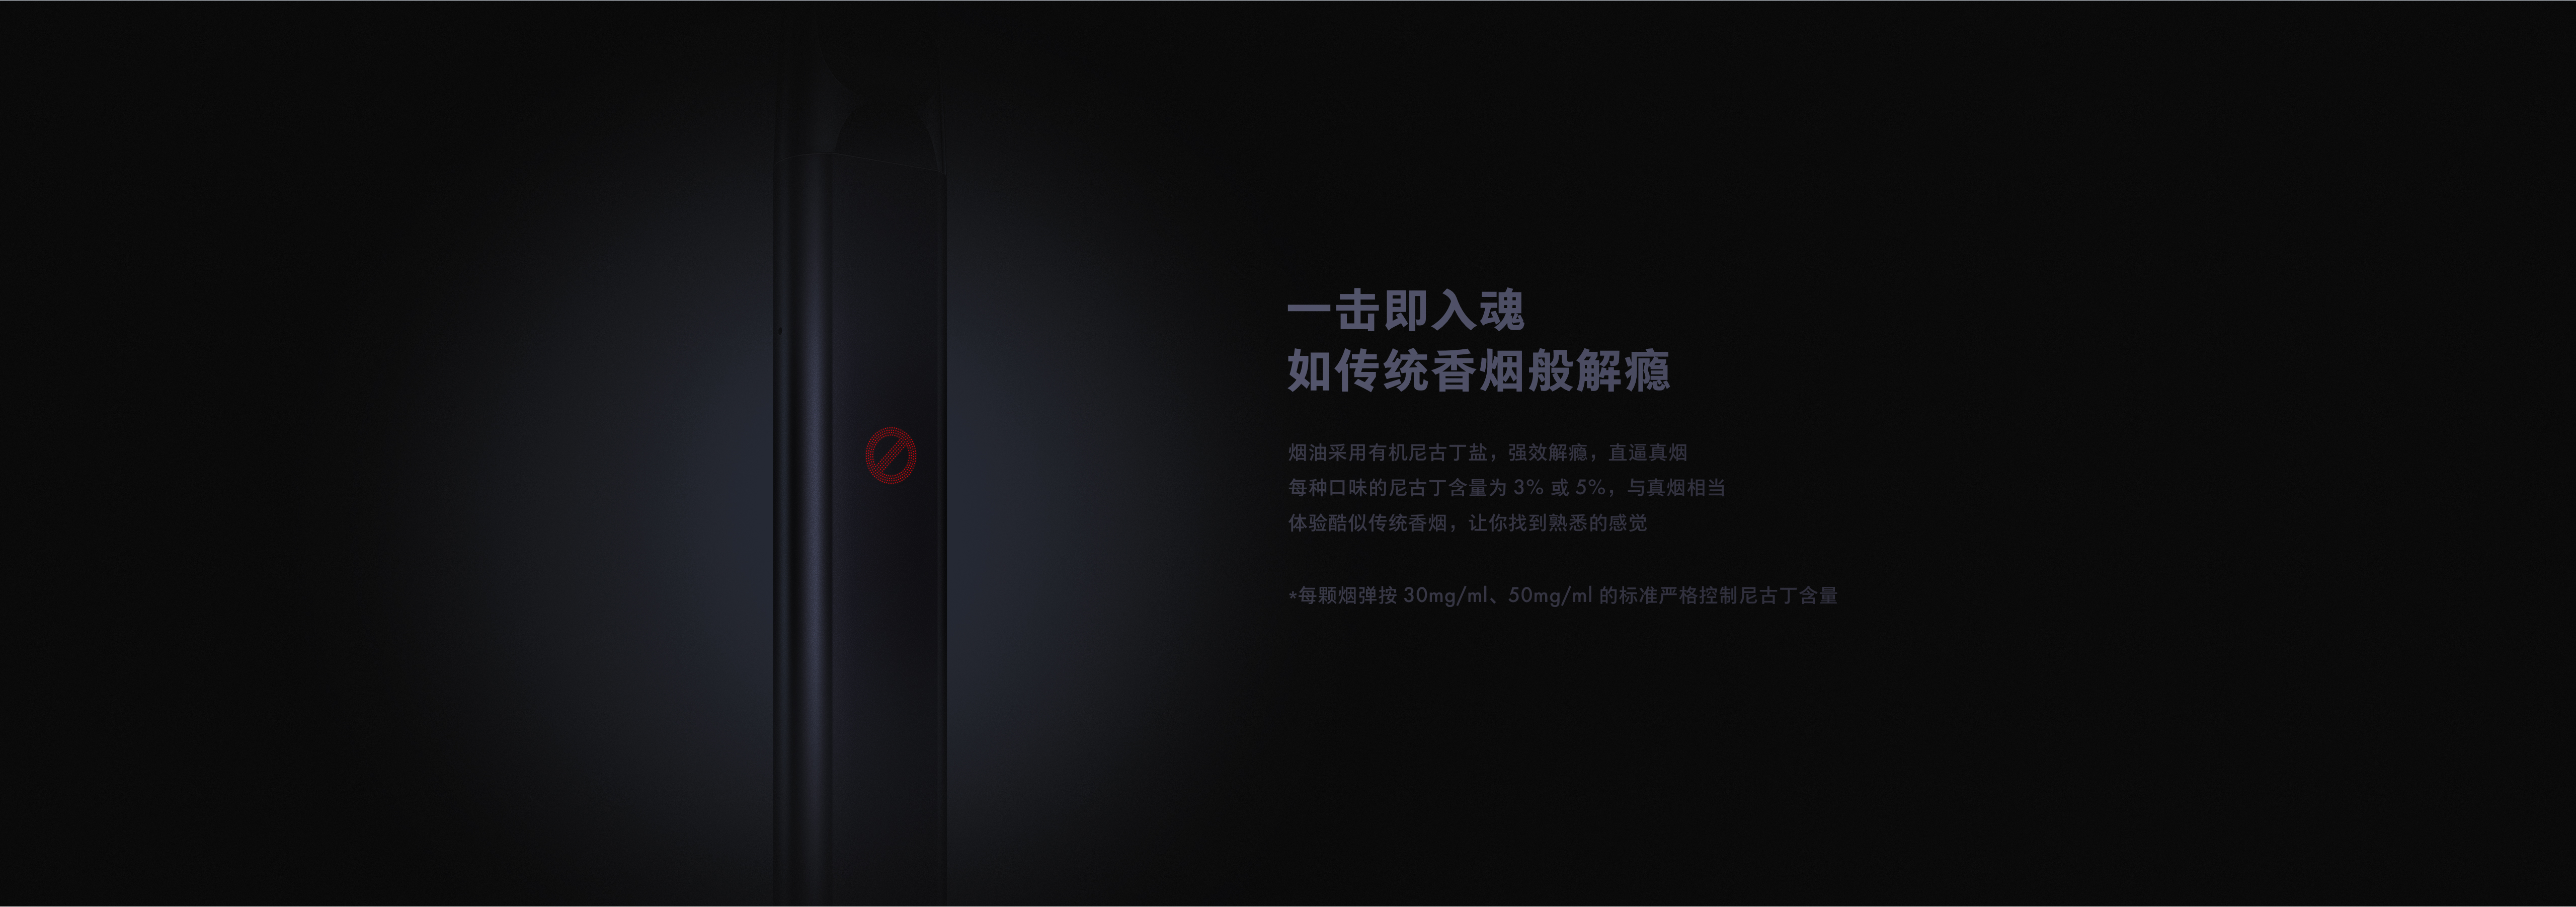 一击即入魂
如传统香烟般解瘾
烟油采用有机尼古丁盐，强效解瘾，直逼真烟
每种口味的尼古丁含量为 3% 或 5%，与真烟相当
体验酷似传统香烟，让你找到熟悉的感觉
*每颗烟弹按 30mg/ml、50mg/ml 的标准严格控制尼古丁含量